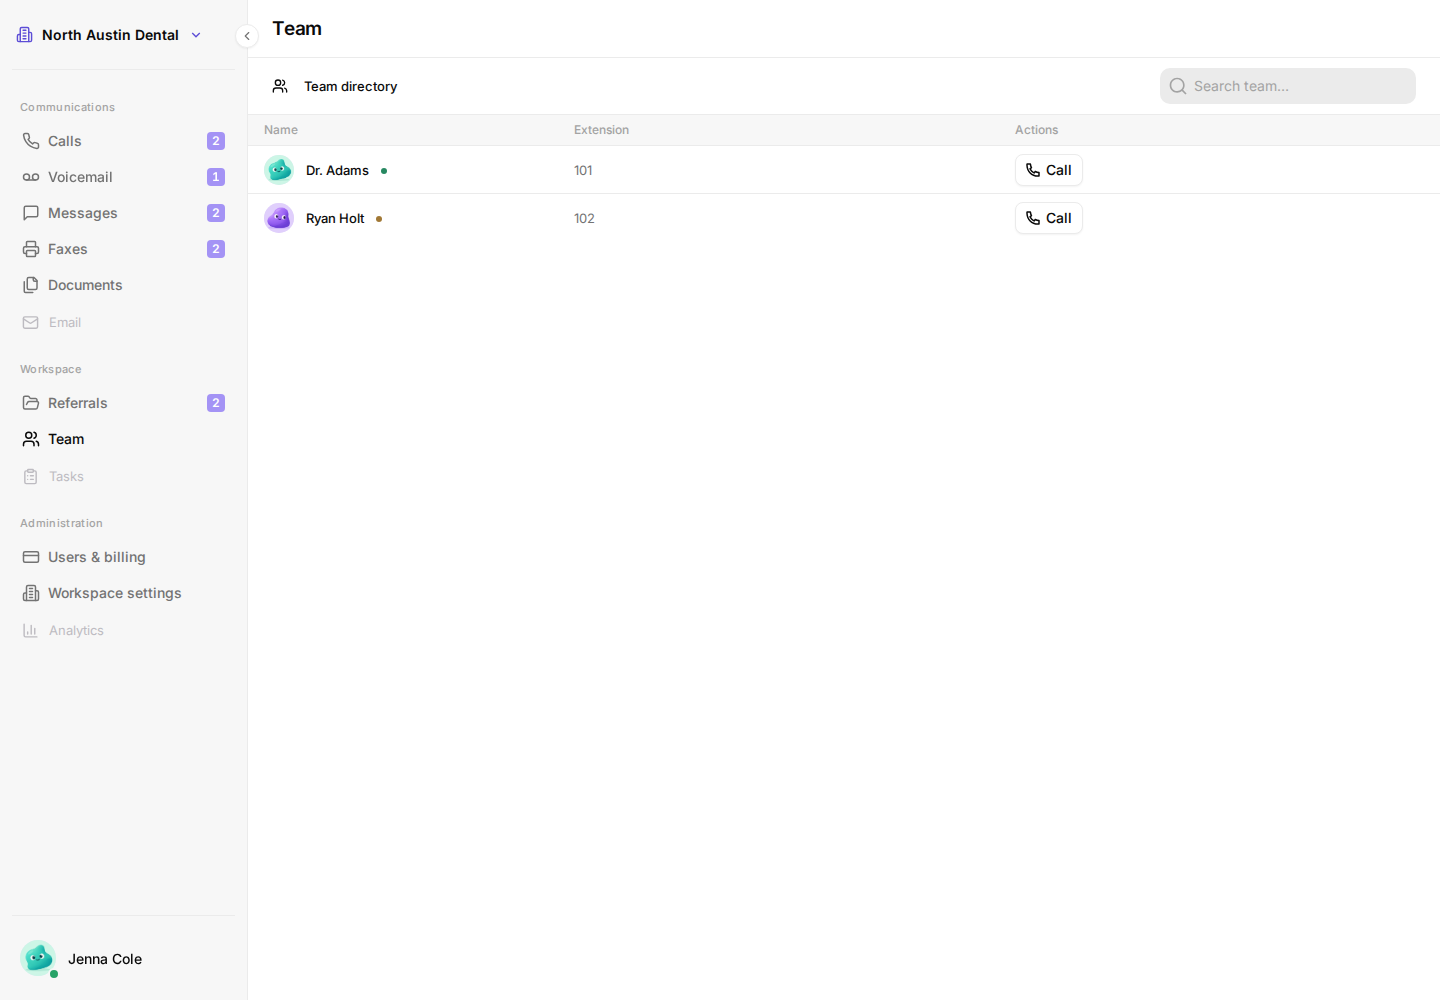 North Austin Dental
Communications
Calls 2
Voicemail 1
Messages 2
Faxes 2
Documents
Email
Workspace
Referrals 2
Team
Tasks
Administration
Users & billing
Workspace settings
Analytics
Jenna Cole
Team
Team directory
Search team...
Name Extension Actions
Dr. Adams 101 Call
Ryan Holt 102 Call